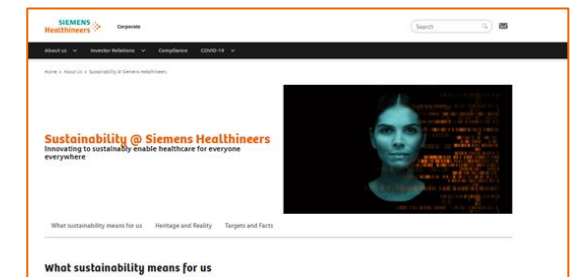 SIEMENS
Healthineers
Corporate
Search
About us
Investor Relations
Compliance
COVID-19
Home > About Us > Sustainability @ Siemens Healthineers
Sustainability @ Siemens Healthineers
Innovating to sustainably enable healthcare for everyone
everywhere
What sustainability means for us
Heritage and Reality
Targets and Facts
What sustainability means for us